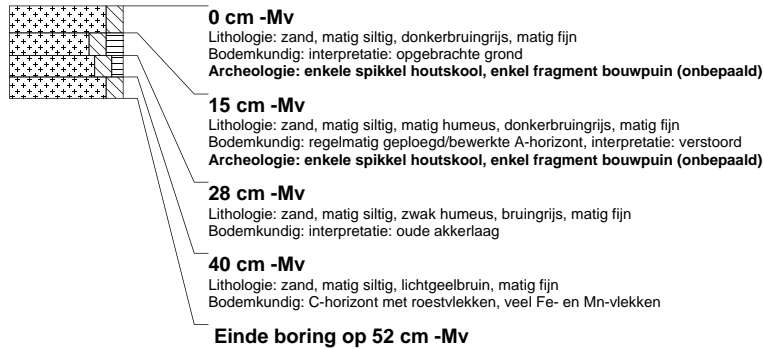 0 cm -Mv
Lithologie: zand, matig siltig, donkerbruingrijs, matig fijn
Bodemkundig: interpretatie: opgebrachte grond
Archeologie: enkele spikkel houtskool, enkel fragment bouwpuin (onbepaald)
15 cm -Mv
Lithologie: zand, matig siltig, matig humeus, donkerbruingrijs, matig fijn
Bodemkundig: regelmatig geploegd/bewerkte A-horizont, interpretatie: verstoord
Archeologie: enkele spikkel houtskool, enkel fragment bouwpuin (onbepaald)
28 cm -Mv
Lithologie: zand, matig siltig, zwak humeus, bruingrijs, matig fijn
Bodemkundig: interpretatie: oude akkerlaag
40 cm -Mv
Lithologie: zand, matig siltig, lichtgeelbruin, matig fijn
Bodemkundig: C-horizont met roestvlekken, veel Fe- en Mn-vlekken
Einde boring op 52 cm -Mv